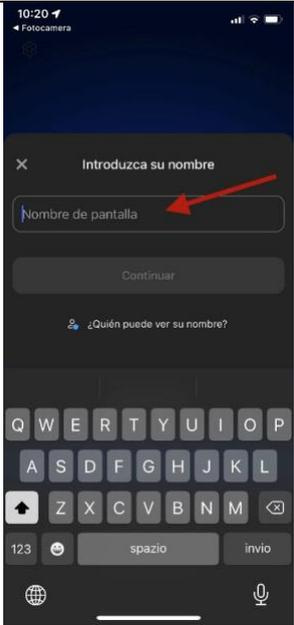 10:20
◀ Fotocamera
Introduzca su nombre
Nombre de pantalla
Continuar
¿Quién puede ver su nombre?
Q W E R T Y U I O P
A S D F G H J K L
Z X C V B N M
123 spazio invio